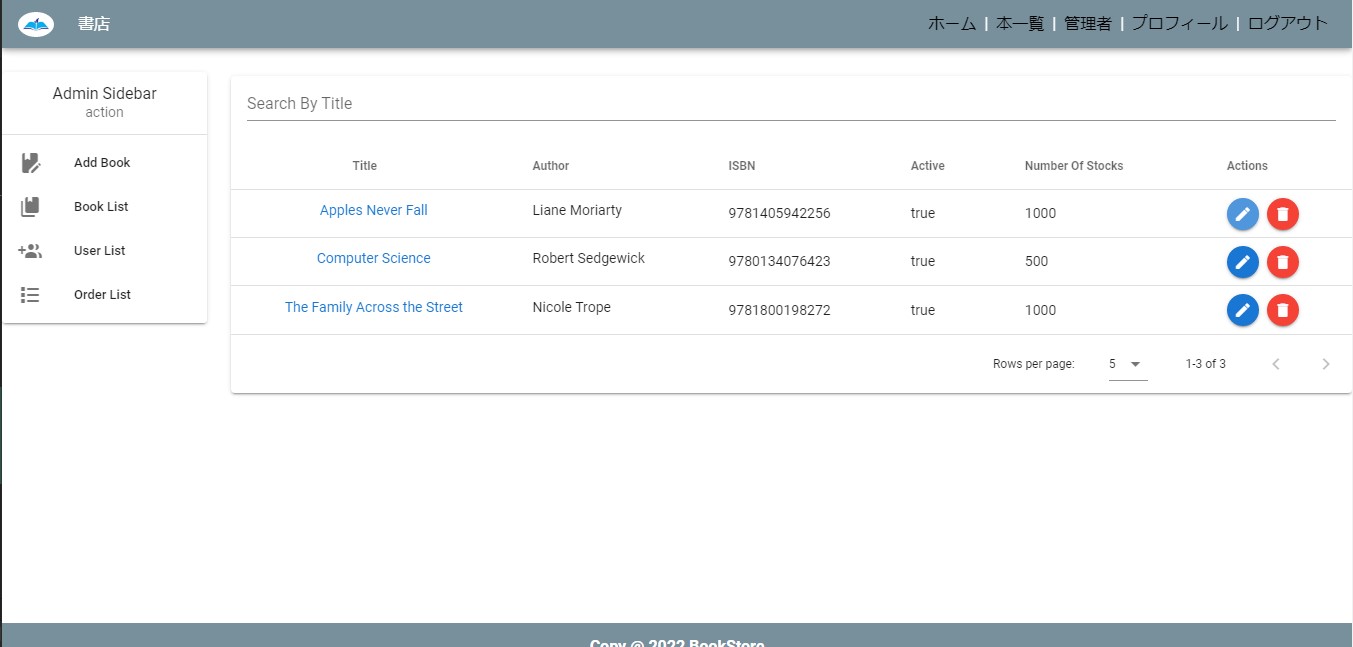 書店
ホーム | 本一覧 | 管理者 | プロフィール | ログアウト
Admin Sidebar
action
Add Book
Book List
User List
Order List
Search By Title
Title Author ISBN Active Number Of Stocks Actions
Apples Never Fall Liane Moriarty 9781405942256 true 1000
Computer Science Robert Sedgewick 9780134076423 true 500
The Family Across the Street Nicole Trope 9781800198272 true 1000
Rows per page: 5 1-3 of 3
Copy @ 2022 BookStore